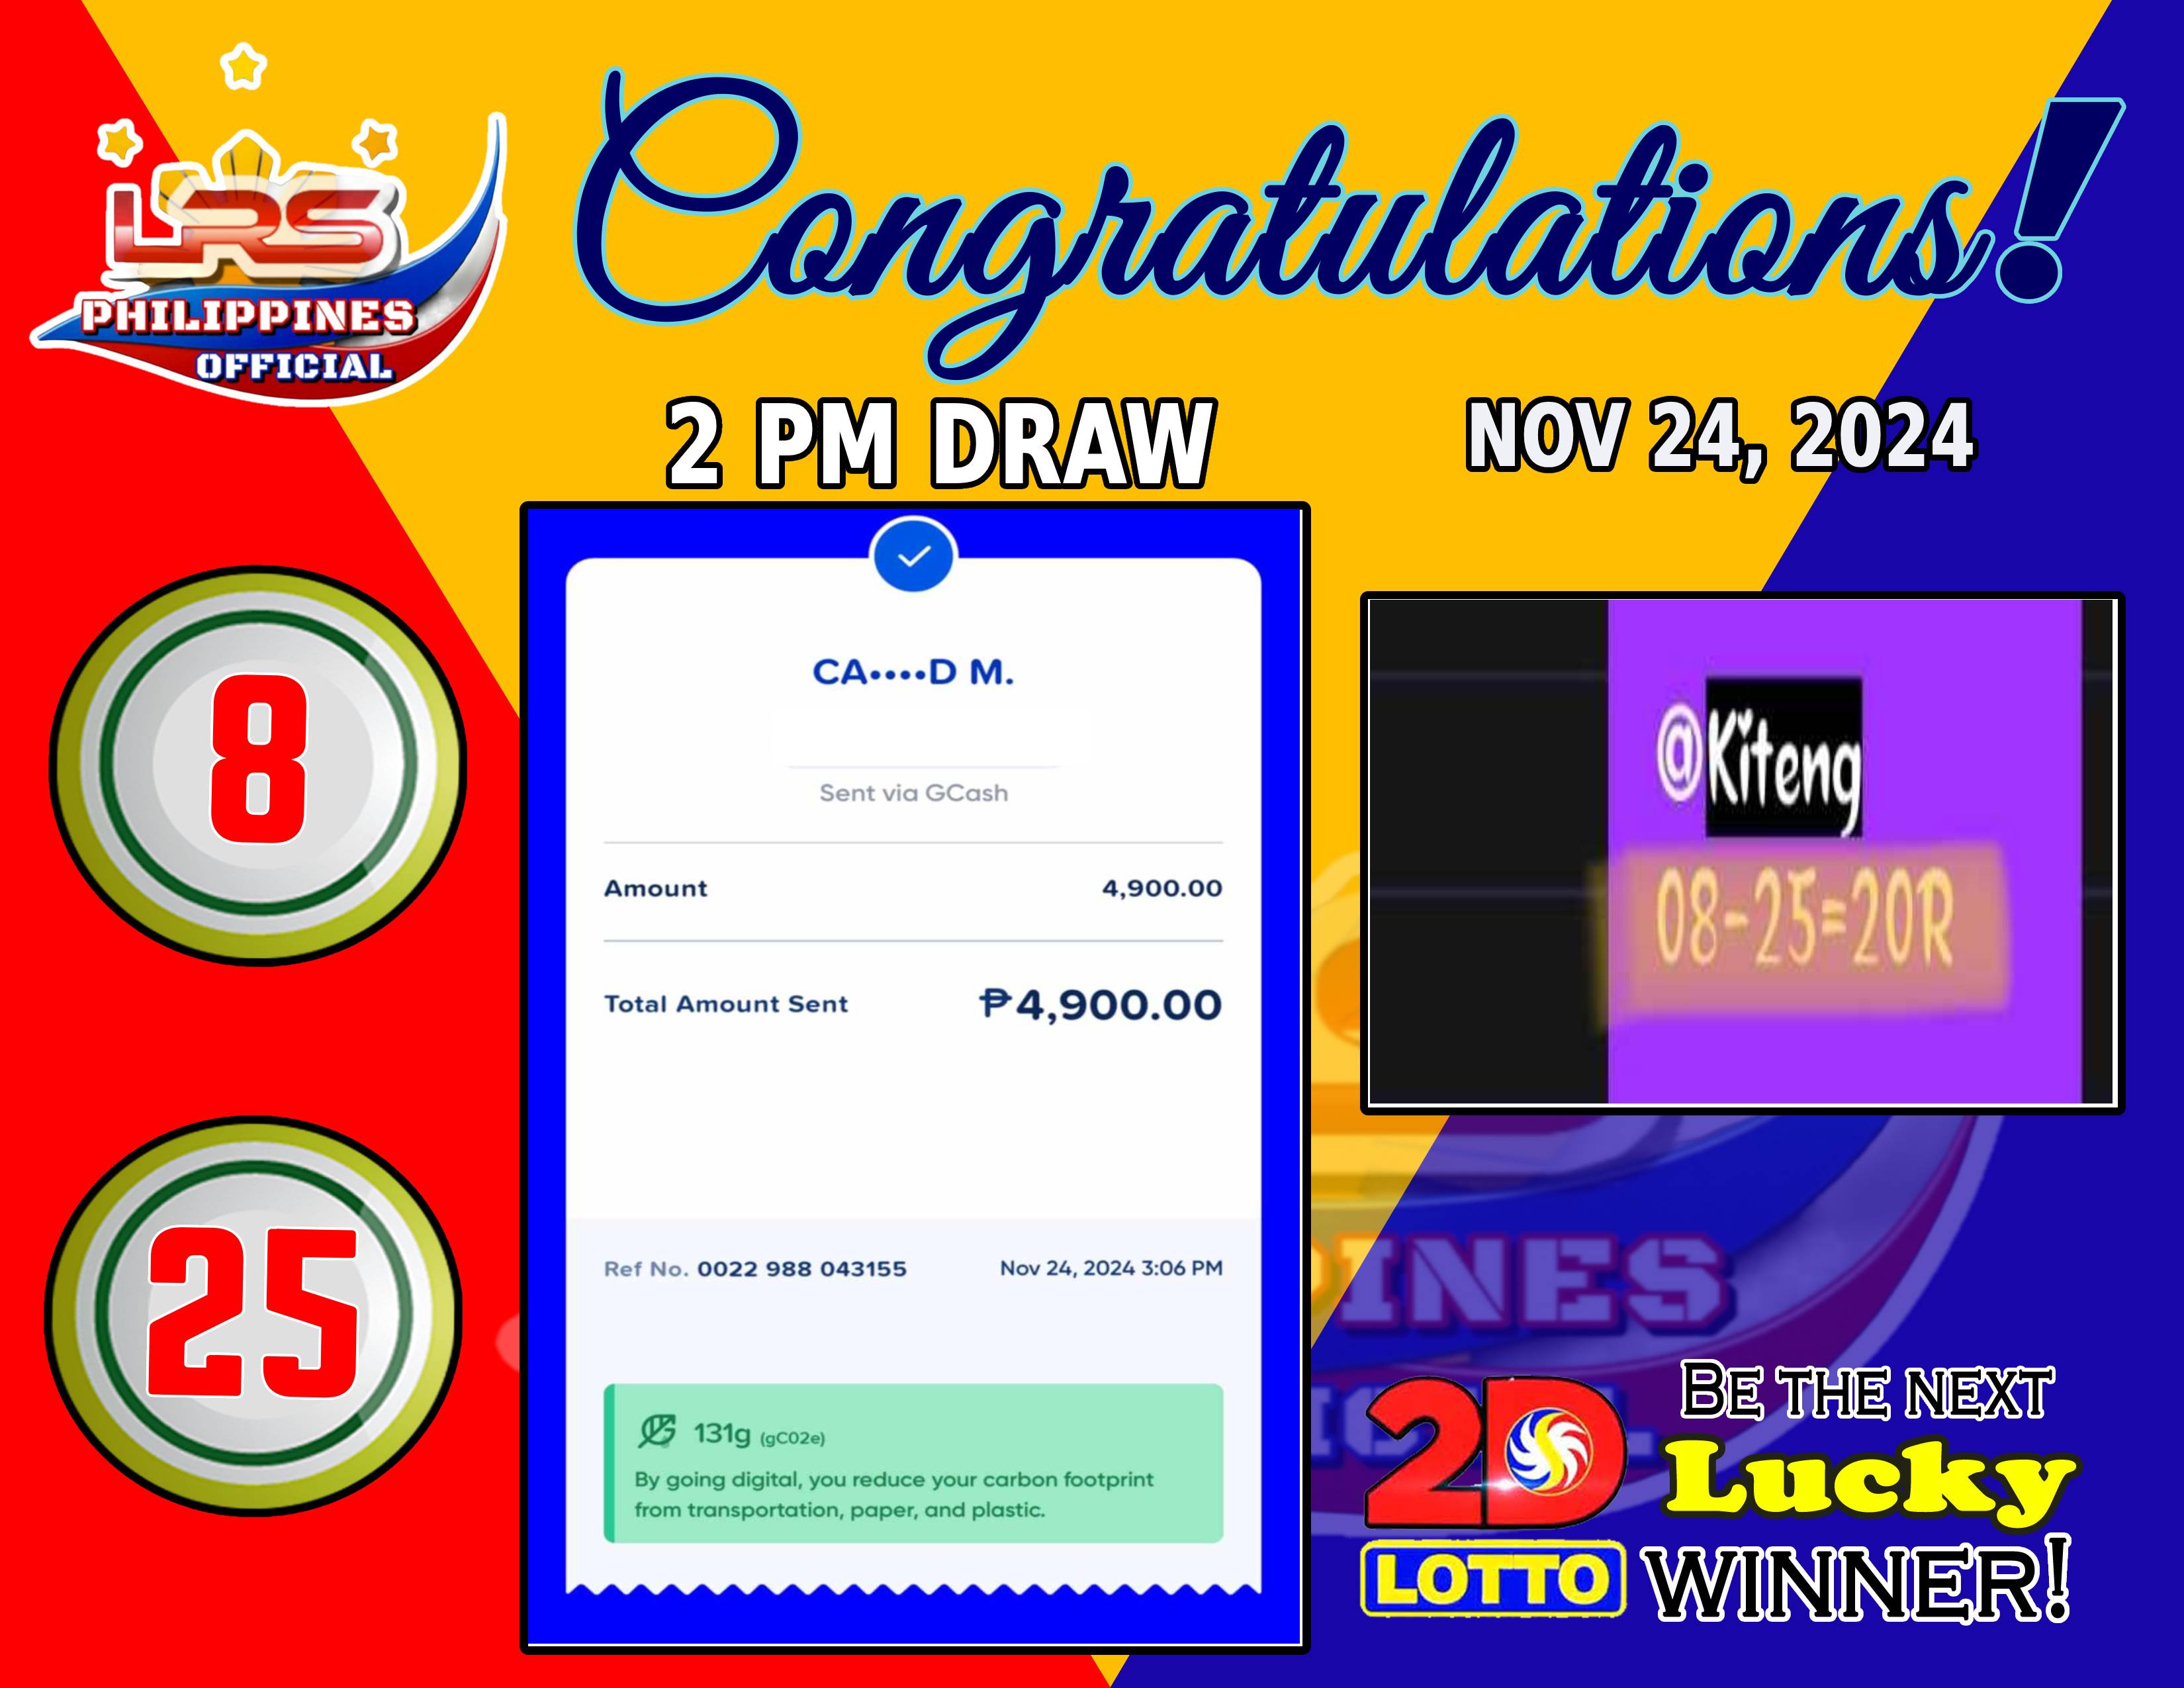 LRS
PHILIPPINES
OFFICIAL
Congratulations!
2 PM DRAW
NOV 24, 2024
8
25
CA••••D M.
Sent via GCash
Amount 4,900.00
Total Amount Sent ₱4,900.00
Ref No. 0022 988 043155 Nov 24, 2024 3:06 PM
131g (gC02e)
By going digital, you reduce your carbon footprint
from transportation, paper, and plastic.
@Kiteng
08-25=20R
PINES
2D
LOTTO
BE THE NEXT
Lucky
WINNER!